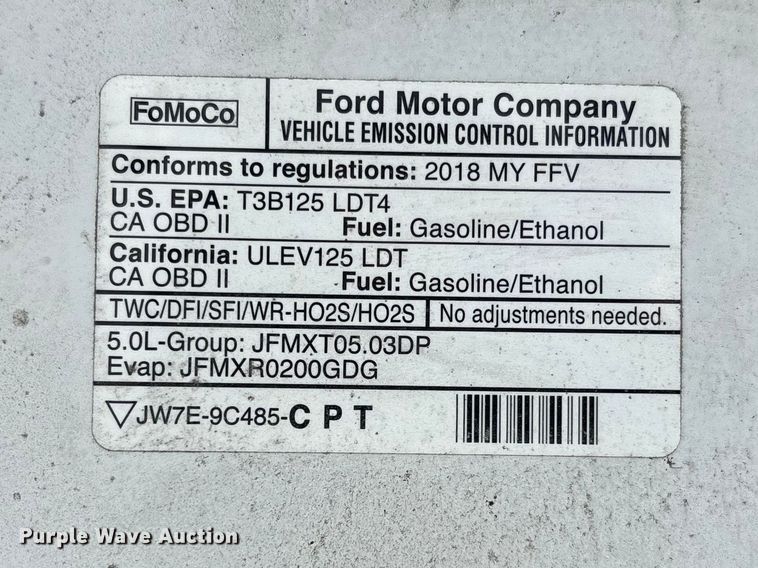 FoMoCo
Ford Motor Company
VEHICLE EMISSION CONTROL INFORMATION
Conforms to regulations: 2018 MY FFV
U.S. EPA: T3B125 LDT4
CA OBD II Fuel: Gasoline/Ethanol
California: ULEV125 LDT
CA OBD II Fuel: Gasoline/Ethanol
TWC/DFI/SFI/WR-HO2S/HO2S No adjustments needed.
5.0L-Group: JFMXT05.03DP
Evap: JFMXR0200GDG
JW7E-9C485-C P T
Purple Wave Auction